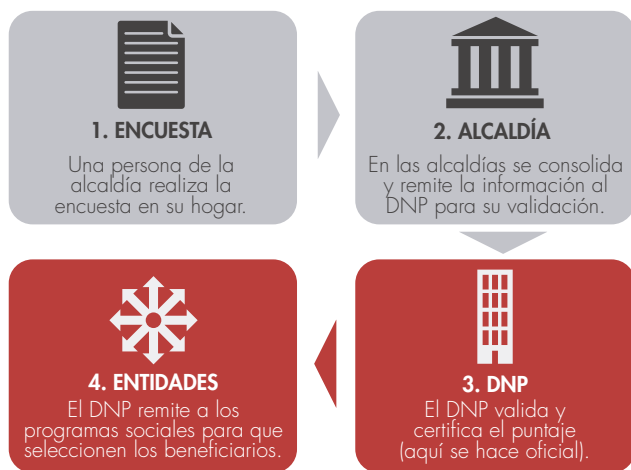 1. ENCUESTA
Una persona de la
alcaldía realiza la
encuesta en su hogar.
2. ALCALDÍA
En las alcaldías se consolida
y remite la información al
DNP para su validación.
3. DNP
El DNP valida y
certifica el puntaje
(aquí se hace oficial).
4. ENTIDADES
El DNP remite a los
programas sociales para que
seleccionen los beneficiarios.